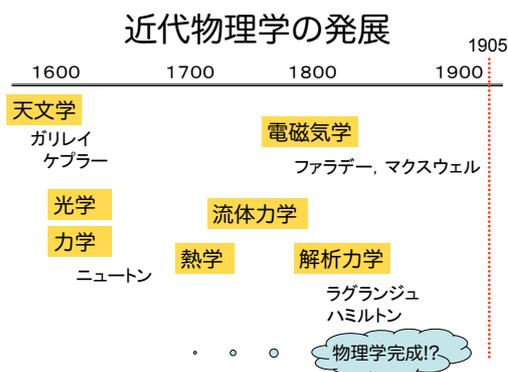 近代物理学の発展
1905
1600 1700 1800 1900
天文学
ガリレイ
ケプラー
電磁気学
ファラデー, マクスウェル
光学
流体力学
力学
熱学
解析力学
ニュートン
ラグランジュ
ハミルトン
物理学完成!?